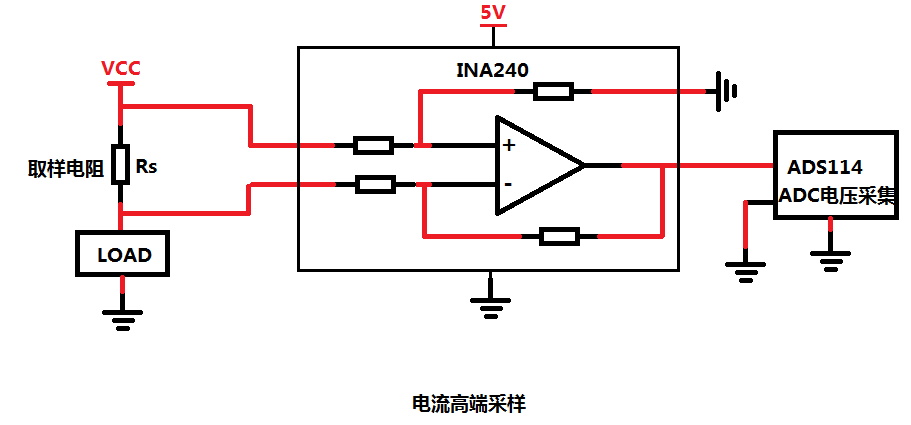 5V
INA240
VCC
取样电阻
Rs
+
-
ADS114
ADC电压采集
LOAD
电流高端采样